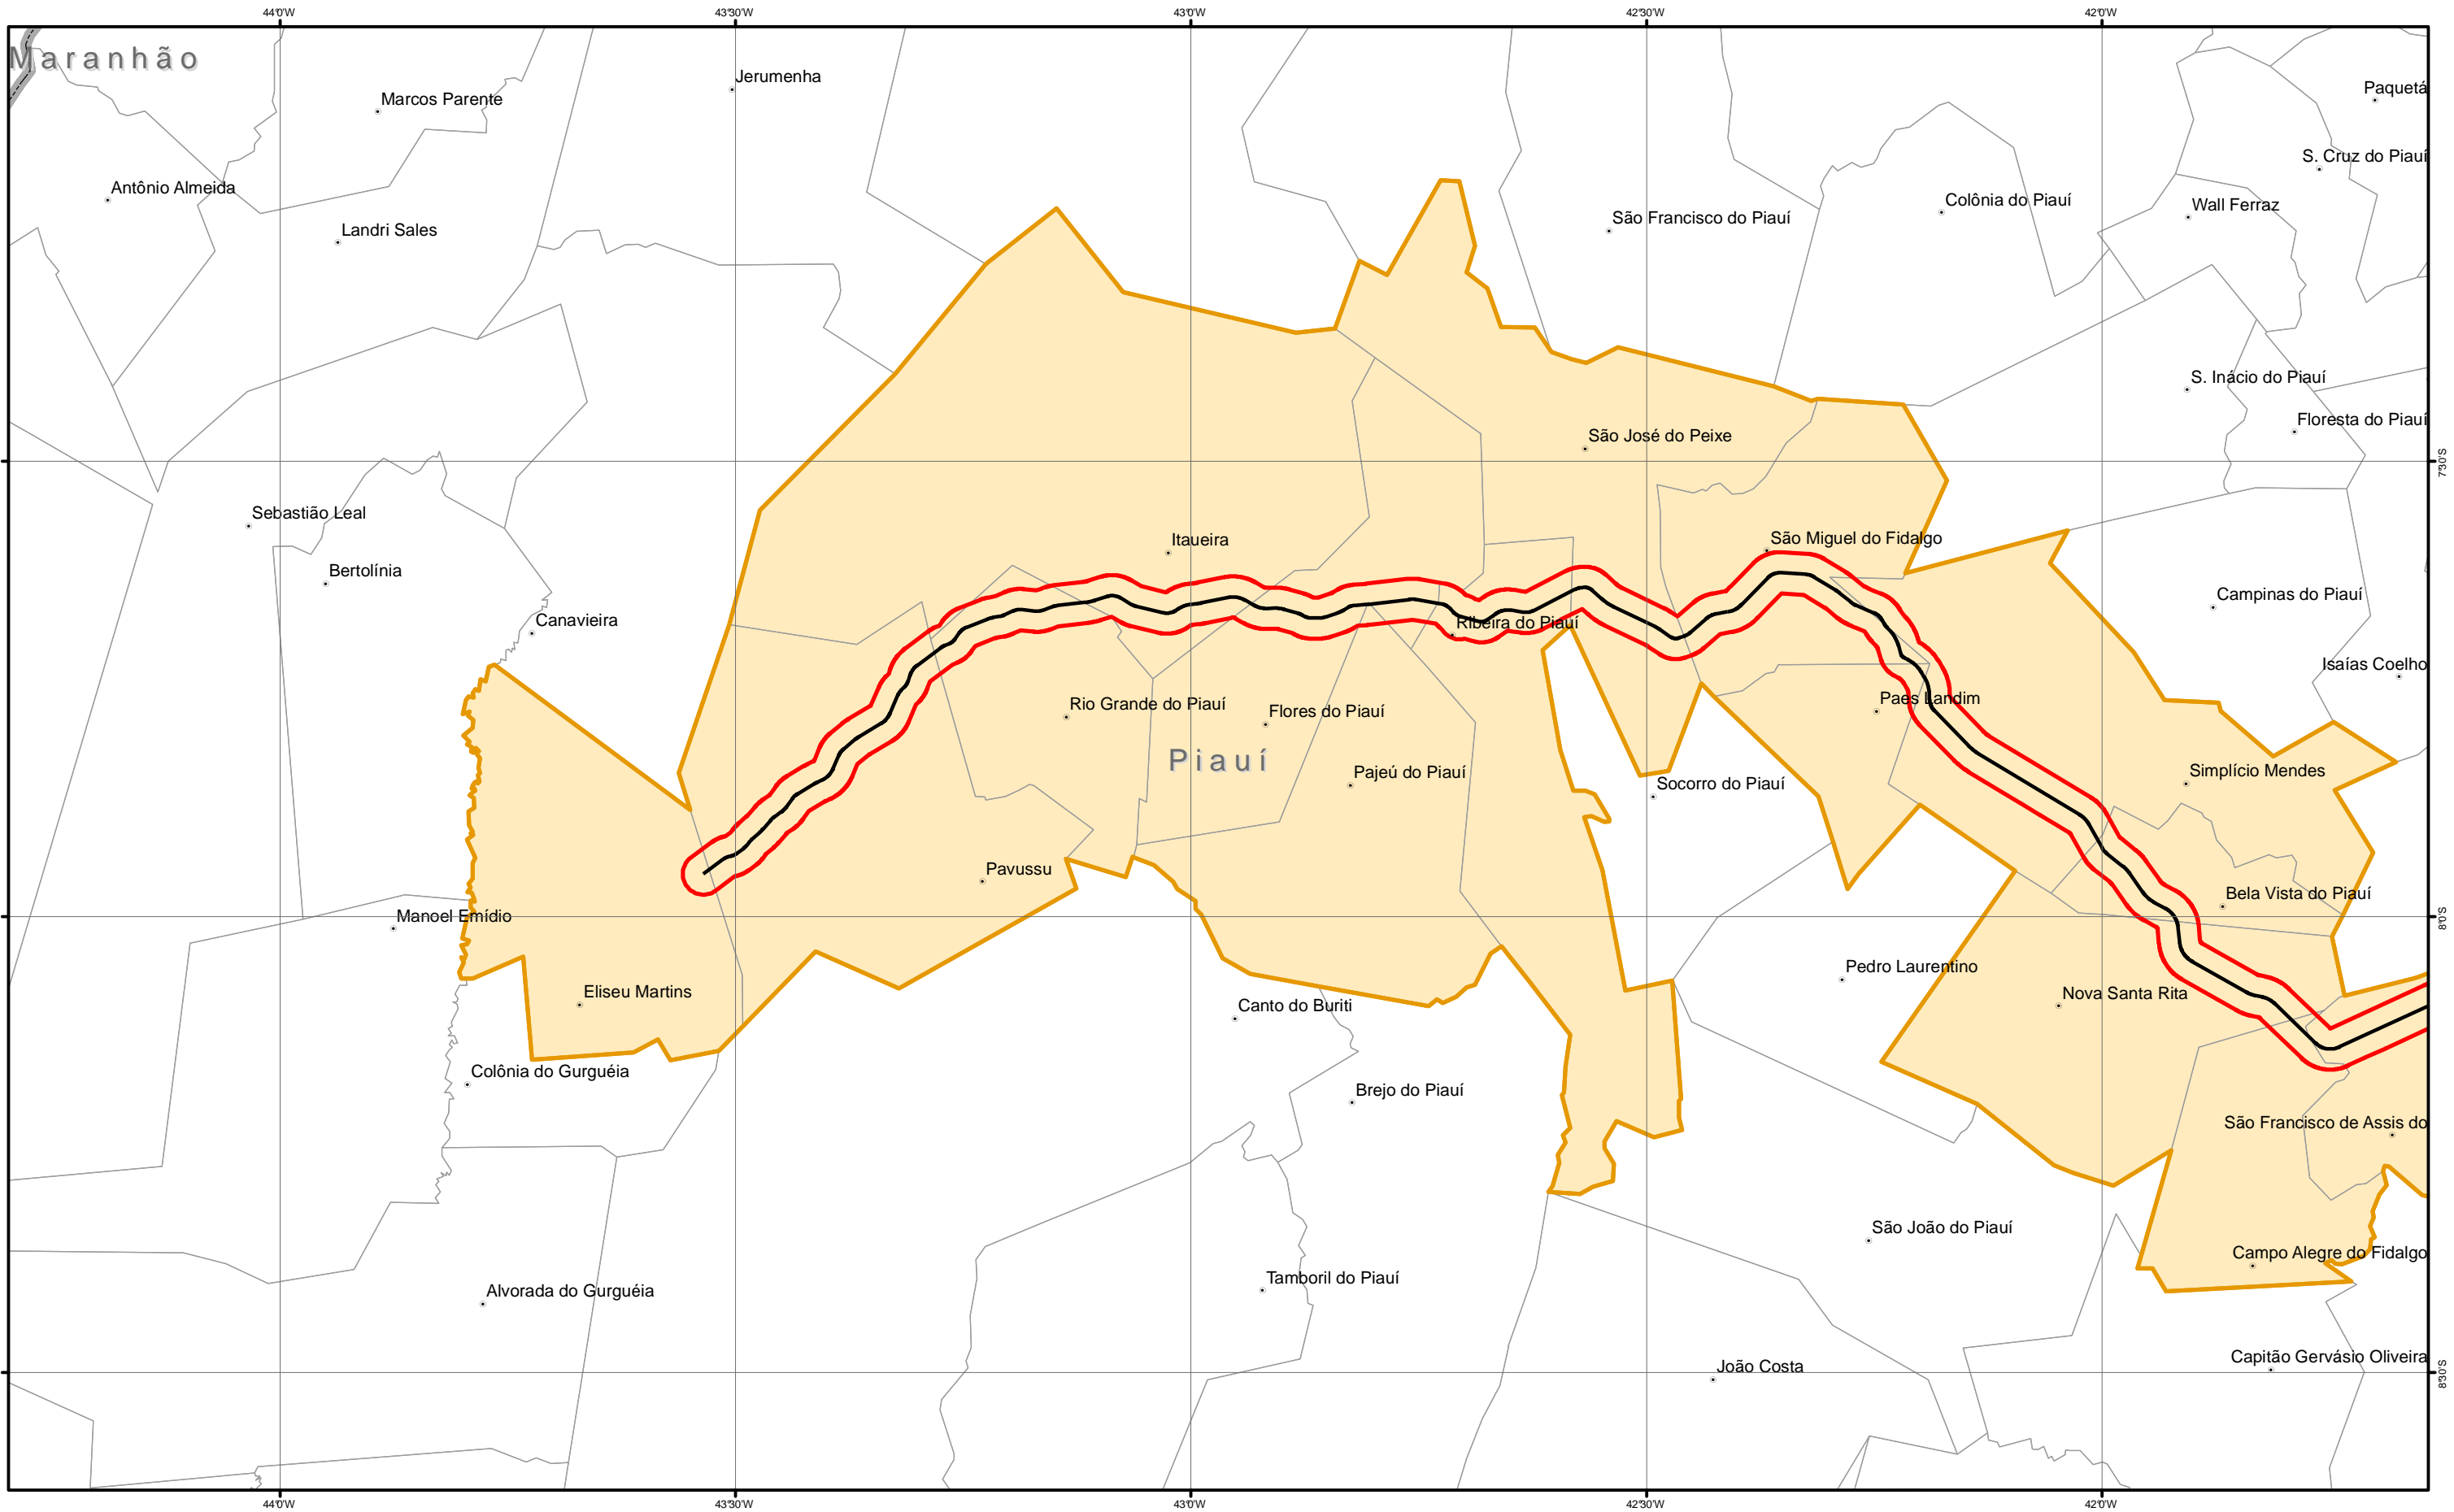 44°0'W
43°30'W
43°0'W
42°30'W
42°0'W
Maranhão
Jerumenha
Marcos Parente
Paquetá
S. Cruz do Piauí
Antônio Almeida
Colônia do Piauí
Wall Ferraz
São Francisco do Piauí
Landri Sales
S. Inácio do Piauí
Floresta do Piauí
São José do Peixe
7°30'S
Sebastião Leal
Itaueira
São Miguel do Fidalgo
Bertolínia
Campinas do Piauí
Canavieira
Ribeira do Piauí
Isaías Coelho
Paes Landim
Rio Grande do Piauí
Flores do Piauí
Piauí
Pajeú do Piauí
Simplício Mendes
Socorro do Piauí
Pavussu
Bela Vista do Piauí
Manoel Emídio
8°0'S
Pedro Laurentino
Eliseu Martins
Nova Santa Rita
Canto do Buriti
Colônia do Gurguéia
Brejo do Piauí
São Francisco de Assis do
São João do Piauí
Campo Alegre do Fidalgo
Tamboril do Piauí
Alvorada do Gurguéia
Capitão Gervásio Oliveira
João Costa
8°30'S
44°0'W
43°30'W
43°0'W
42°30'W
42°0'W